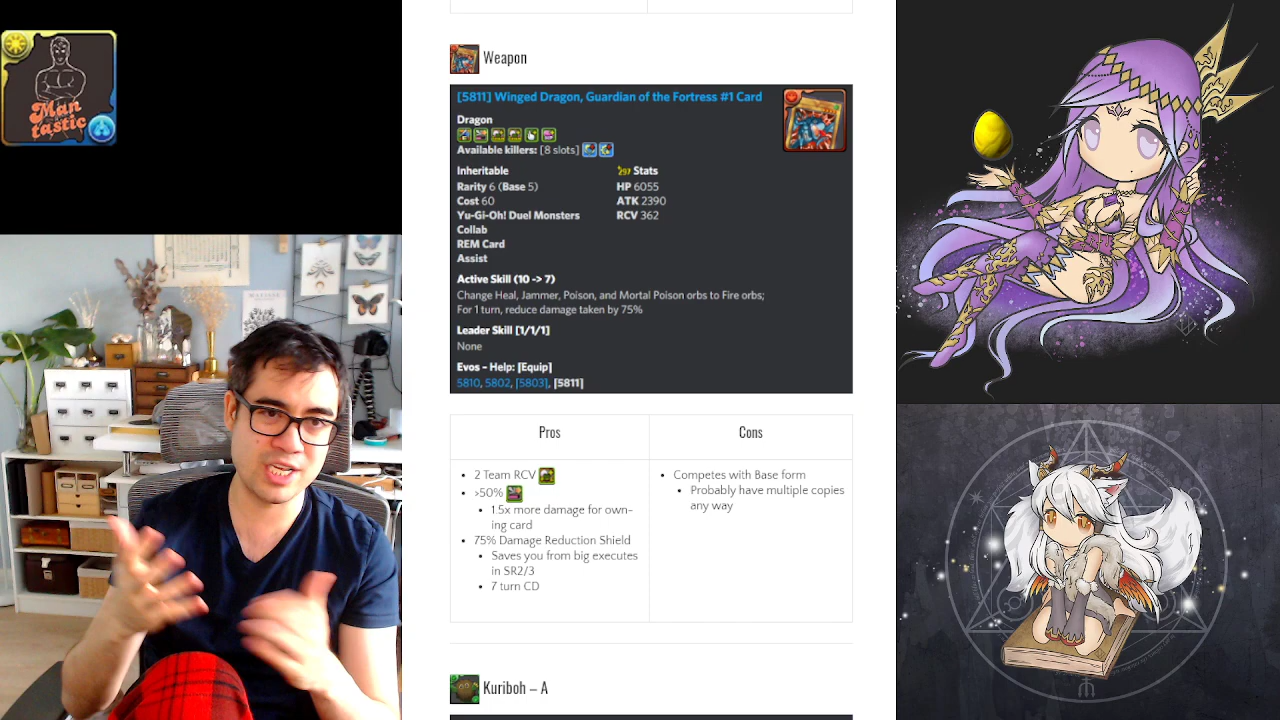 Man
tastic
Weapon
[5811] Winged Dragon, Guardian of the Fortress #1 Card
Dragon
Available killers: [8 slots]
Inheritable
Rarity 6 (Base 5)
Cost 60
Yu-Gi-Oh! Duel Monsters
Collab
REM Card
Assist
297 Stats
HP 6055
ATK 2390
RCV 362
Active Skill (10 -> 7)
Change Heal, Jammer, Poison, and Mortal Poison orbs to Fire orbs;
For 1 turn, reduce damage taken by 75%
Leader Skill [1/1/1]
None
Evos – Help: [Equip]
5810, 5802, [5803], [5811]
Pros
Cons
• 2 Team RCV
• >50%
• 1.5x more damage for own-
ing card
• 75% Damage Reduction Shield
• Saves you from big executes
in SR2/3
• 7 turn CD
• Competes with Base form
• Probably have multiple copies
any way
Kuriboh – A